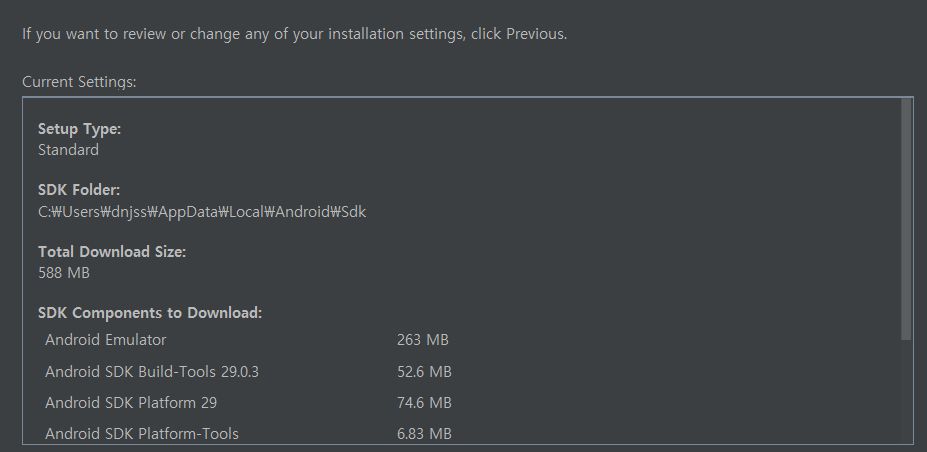 If you want to review or change any of your installation settings, click Previous.
Current Settings:
Setup Type:
Standard
SDK Folder:
C:₩Users₩dnjss₩AppData₩Local₩Android₩Sdk
Total Download Size:
588 MB
SDK Components to Download:
Android Emulator 263 MB
Android SDK Build-Tools 29.0.3 52.6 MB
Android SDK Platform 29 74.6 MB
Android SDK Platform-Tools 6.83 MB